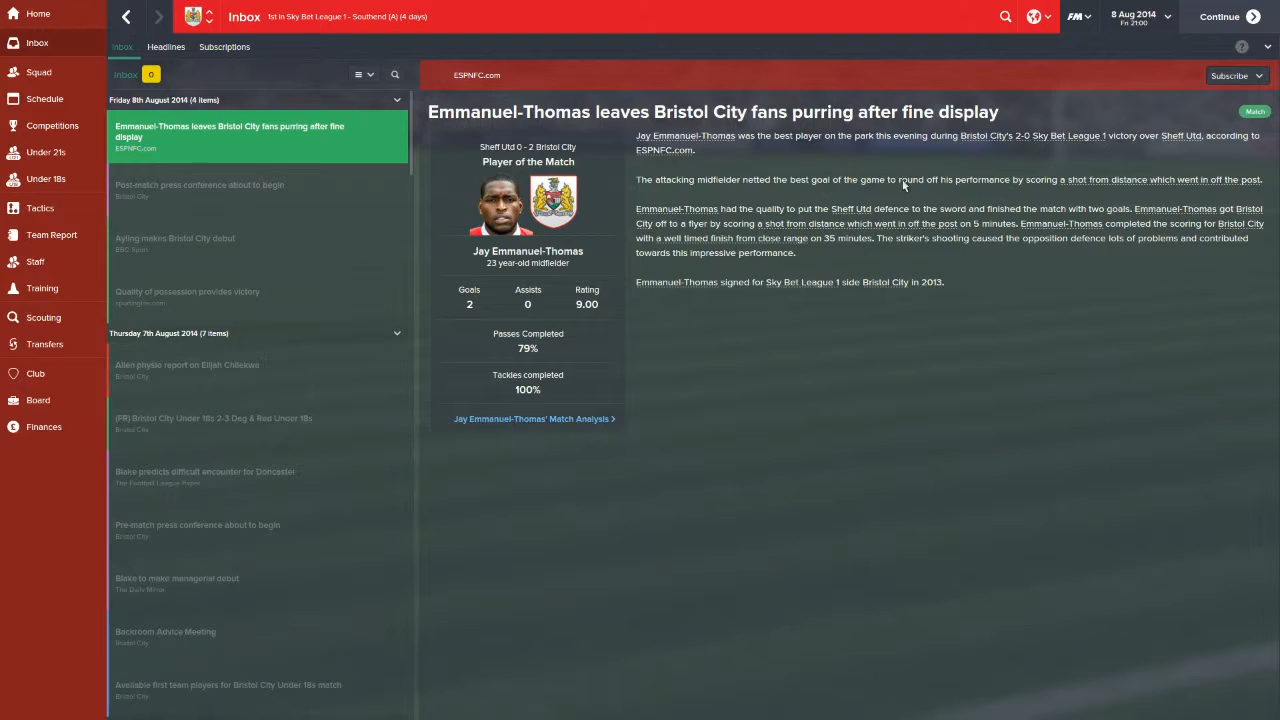 Home
Inbox
Squad
Schedule
Competitions
Under 21s
Under 18s
Tactics
Team Report
Staff
Training
Scouting
Transfers
Club
Board
Finances
Inbox 1st in Sky Bet League 1 - Southend (A) (4 days)
FM
8 Aug 2014
Fri 21:00
Continue
Inbox Headlines Subscriptions
Inbox 0
Friday 8th August 2014 (4 items)
Emmanuel-Thomas leaves Bristol City fans purring after fine
display
ESPNFC.com
Post-match press conference about to begin
Ayling makes Bristol City debut
BBC Sport
Quality of possession provides victory
sportinglife.com
Thursday 7th August 2014 (7 items)
Allen physio report on Elijah Chilekwe
Bristol City
(FR) Bristol City Under 18s 2-3 Dag & Red Under 18s
Bristol City
Blake predicts difficult encounter for Doncaster
The Football League Paper
Pre-match press conference about to begin
Bristol City
Blake to make managerial debut
The Daily Mirror
Backroom Advice Meeting
Bristol City
Available first team players for Bristol City Under 18s match
Bristol City
ESPNFC.com
Subscribe
Emmanuel-Thomas leaves Bristol City fans purring after fine display
Match
Sheff Utd 0 - 2 Bristol City
Player of the Match
Jay Emmanuel-Thomas
23 year-old midfielder
Goals Assists Rating
2 0 9.00
Passes Completed
79%
Tackles completed
100%
Jay Emmanuel-Thomas' Match Analysis >
Jay Emmanuel-Thomas was the best player on the park this evening during Bristol City's 2-0 Sky Bet League 1 victory over Sheff Utd, according to
ESPNFC.com.
The attacking midfielder netted the best goal of the game to round off his performance by scoring a shot from distance which went in off the post.
Emmanuel-Thomas had the quality to put the Sheff Utd defence to the sword and finished the match with two goals. Emmanuel-Thomas got Bristol
City off to a flyer by scoring a shot from distance which went in off the post on 5 minutes. Emmanuel-Thomas completed the scoring for Bristol City
with a well timed finish from close range on 35 minutes. The striker's shooting caused the opposition defence lots of problems and contributed
towards this impressive performance.
Emmanuel-Thomas signed for Sky Bet League 1 side Bristol City in 2013.